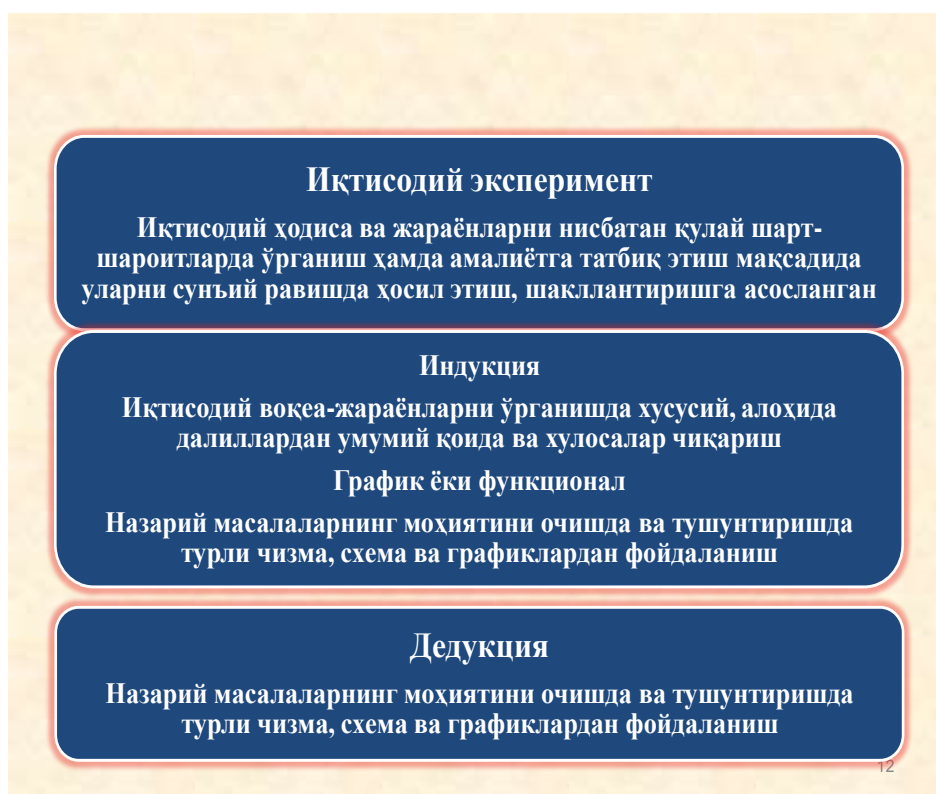 Иқтисодий эксперимент
Иқтисодий ҳодиса ва жараёнларни нисбатан қулай шарт-
шароитларда ўрганиш ҳамда амалиётга татбиқ этиш мақсадида
уларни сунъий равишда ҳосил этиш, шакллантиришга асосланган
Индукция
Иқтисодий воқеа-жараёнларни ўрганишда хусусий, алоҳида
далиллардан умумий қоида ва хулосалар чиқариш
График ёки функционал
Назарий масалаларнинг моҳиятини очишда ва тушунтиришда
турли чизма, схема ва графиклардан фойдаланиш
Дедукция
Назарий масалаларнинг моҳиятини очишда ва тушунтиришда
турли чизма, схема ва графиклардан фойдаланиш
12